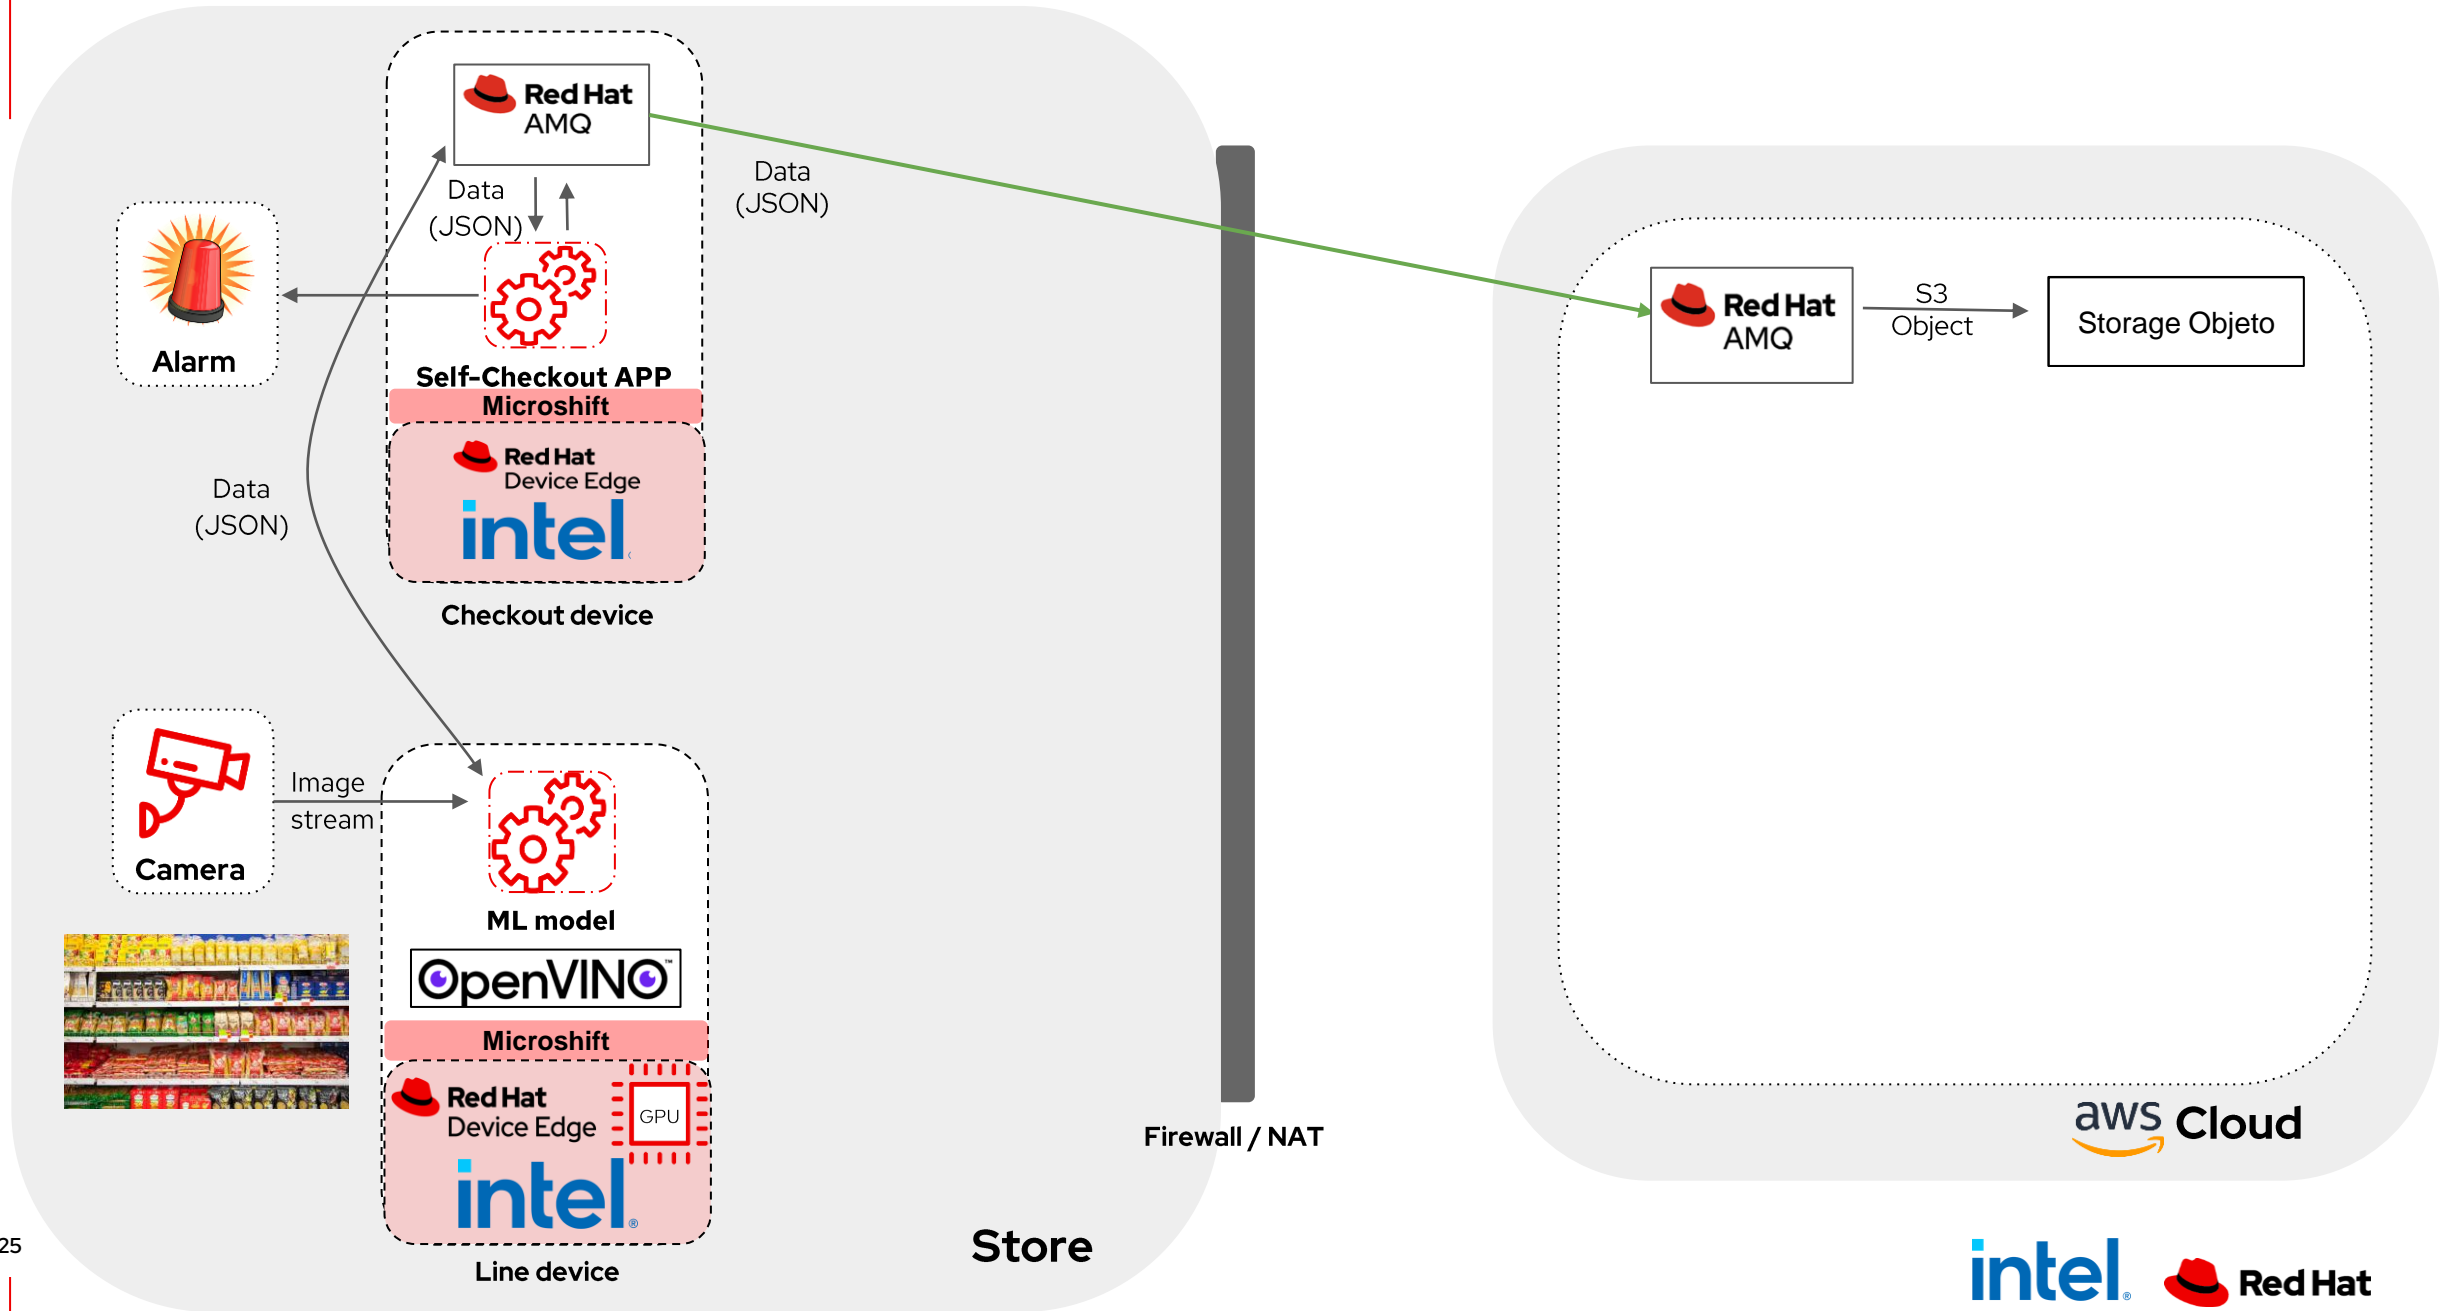 Red Hat
AMQ
Data
(JSON)
Data
(JSON)
Alarm
Self-Checkout APP
Microshift
Red Hat
Device Edge
intel
Checkout device
Data
(JSON)
Image
stream
Camera
ML model
OpenVINO™
Microshift
Red Hat
Device Edge
GPU
intel®
Line device
Store
Firewall / NAT
Red Hat
AMQ
S3
Object
Storage Objeto
aws Cloud
25
intel®
Red Hat